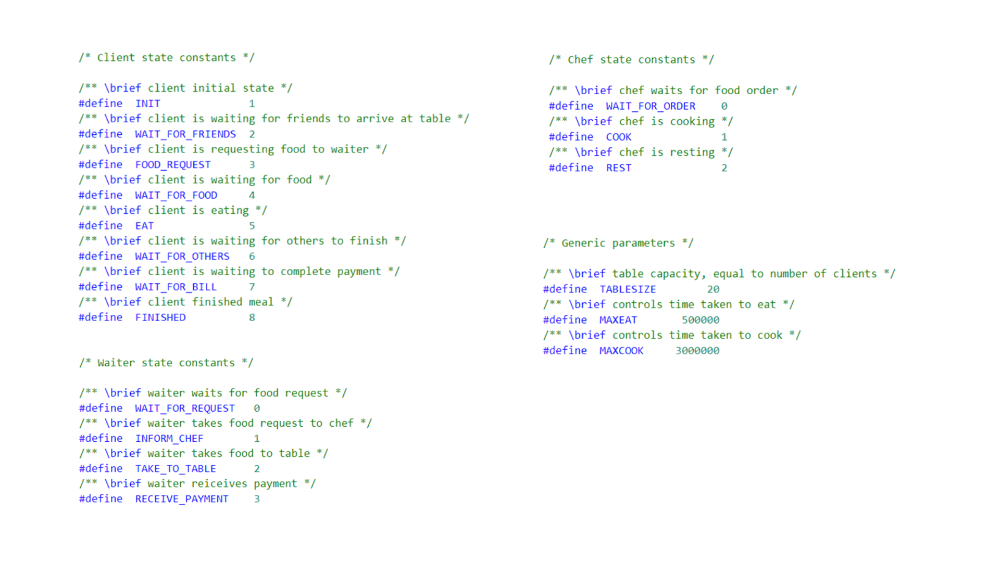 /* Client state constants */
/** \brief client initial state */
#define INIT 1
/** \brief client is waiting for friends to arrive at table */
#define WAIT_FOR_FRIENDS 2
/** \brief client is requesting food to waiter */
#define FOOD_REQUEST 3
/** \brief client is waiting for food */
#define WAIT_FOR_FOOD 4
/** \brief client is eating */
#define EAT 5
/** \brief client is waiting for others to finish */
#define WAIT_FOR_OTHERS 6
/** \brief client is waiting to complete payment */
#define WAIT_FOR_BILL 7
/** \brief client finished meal */
#define FINISHED 8
/* Waiter state constants */
/** \brief waiter waits for food request */
#define WAIT_FOR_REQUEST 0
/** \brief waiter takes food request to chef */
#define INFORM_CHEF 1
/** \brief waiter takes food to table */
#define TAKE_TO_TABLE 2
/** \brief waiter reiceives payment */
#define RECEIVE_PAYMENT 3
/* Chef state constants */
/** \brief chef waits for food order */
#define WAIT_FOR_ORDER 0
/** \brief chef is cooking */
#define COOK 1
/** \brief chef is resting */
#define REST 2
/* Generic parameters */
/** \brief table capacity, equal to number of clients */
#define TABLESIZE 20
/** \brief controls time taken to eat */
#define MAXEAT 500000
/** \brief controls time taken to cook */
#define MAXCOOK 3000000